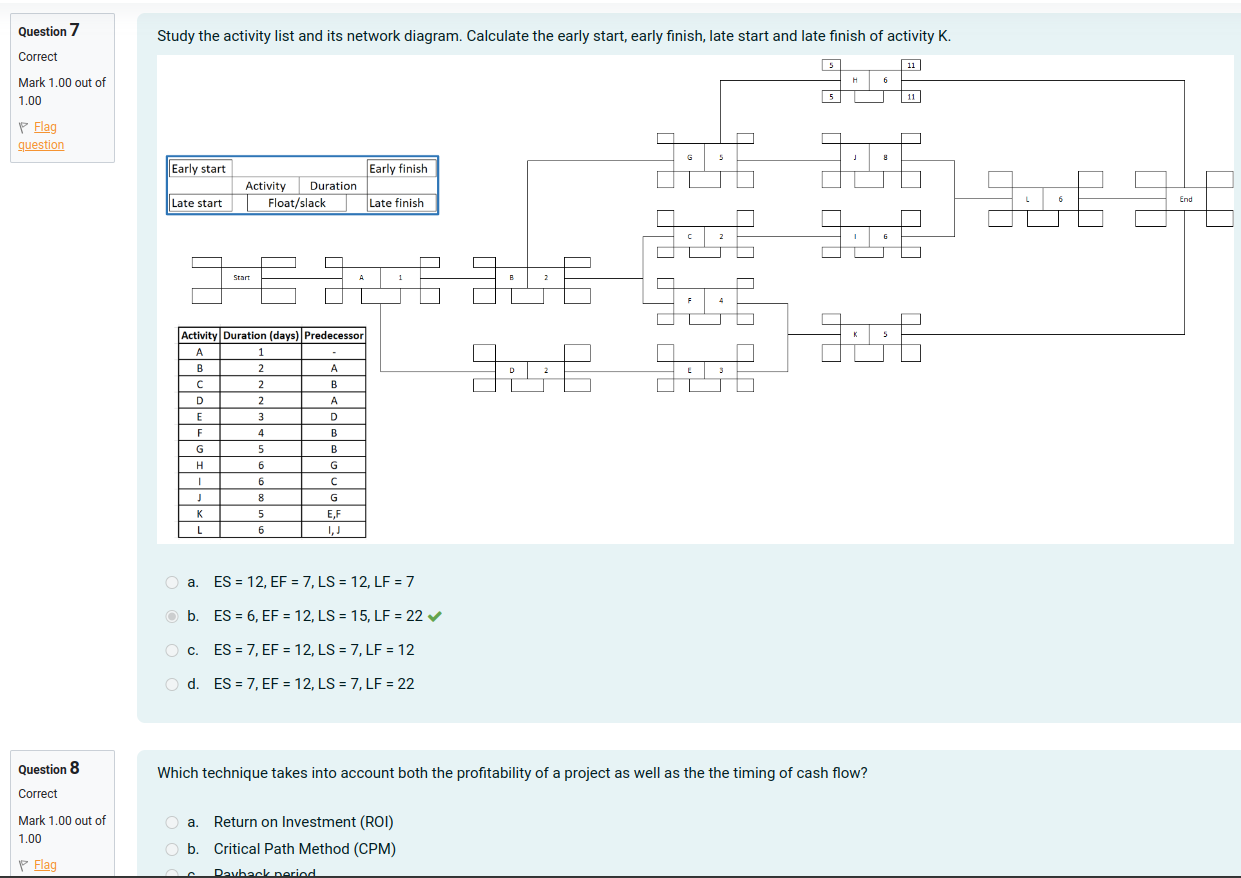 Question 7
Correct
Mark 1.00 out of
1.00
Flag
question
Study the activity list and its network diagram. Calculate the early start, early finish, late start and late finish of activity K.
5 11
H 6
5 11
G 5
J 8
Early start Early finish
Activity Duration
Late start Float/slack Late finish
L 6
End
C 2
I 6
Start
A 1
B 2
F 4
K 5
D 2
E 3
Activity Duration (days) Predecessor
A 1 -
B 2 A
C 2 B
D 2 A
E 3 D
F 4 B
G 5 B
H 6 G
I 6 C
J 8 G
K 5 E,F
L 6 I, J
a. ES = 12, EF = 7, LS = 12, LF = 7
b. ES = 6, EF = 12, LS = 15, LF = 22
c. ES = 7, EF = 12, LS = 7, LF = 12
d. ES = 7, EF = 12, LS = 7, LF = 22
Question 8
Correct
Mark 1.00 out of
1.00
Flag
Which technique takes into account both the profitability of a project as well as the the timing of cash flow?
a. Return on Investment (ROI)
b. Critical Path Method (CPM)
c. Payback period